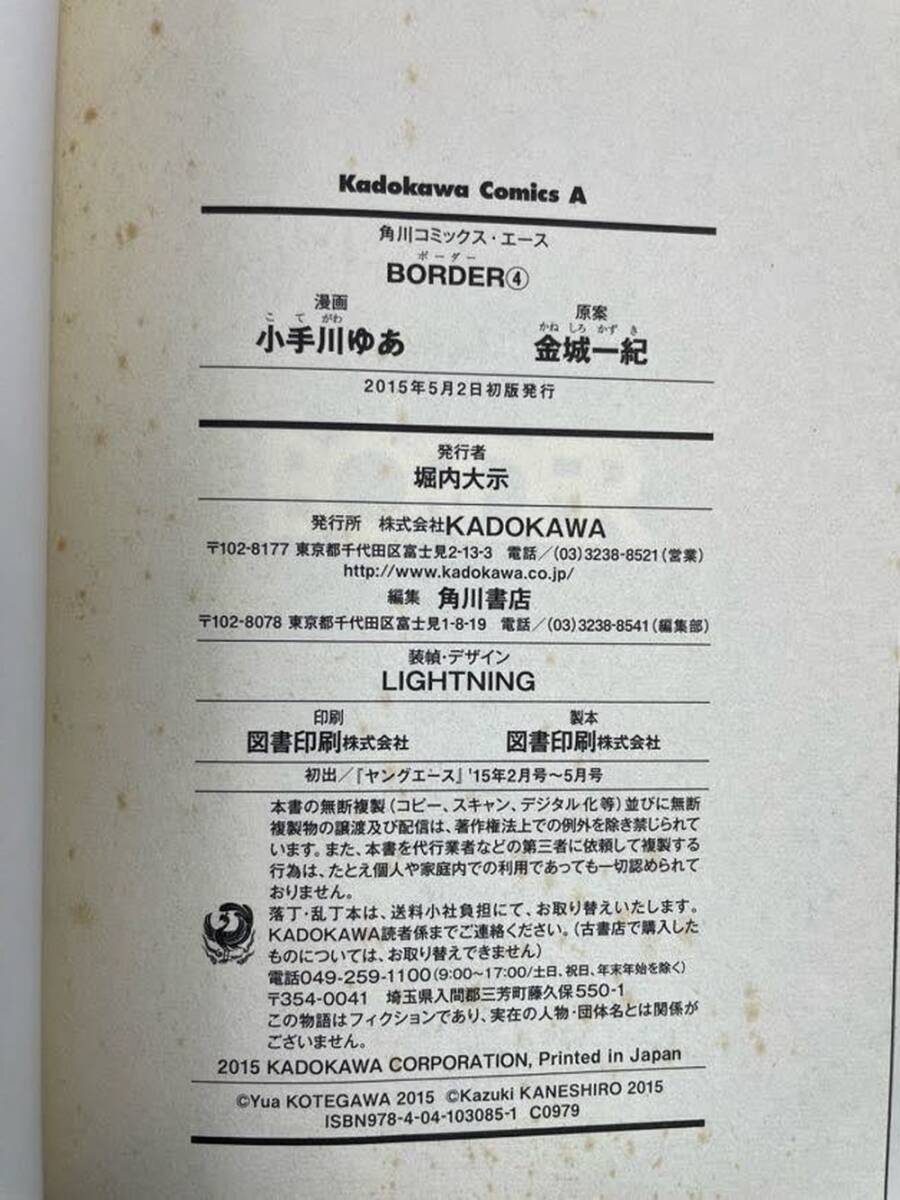 Kadokawa Comics A
角川コミックス・エース
ボーダー
BORDER④
漫画
こてがわ
小手川ゆあ
原案
かねしろかずき
金城一紀
2015年5月2日初版発行
発行者
堀内大示
発行所 株式会社KADOKAWA
〒102-8177 東京都千代田区富士見2-13-3 電話/(03)3238-8521(営業)
http://www.kadokawa.co.jp/
編集 角川書店
〒102-8078 東京都千代田区富士見1-8-19 電話/(03)3238-8541(編集部)
装幀・デザイン
LIGHTNING
印刷
図書印刷株式会社
製本
図書印刷株式会社
初出/『ヤングエース』'15年2月号〜5月号
本書の無断複製(コピー、スキャン、デジタル化等)並びに無断
複製物の譲渡及び配信は、著作権法上での例外を除き禁じられて
います。また、本書を代行業者などの第三者に依頼して複製する
行為は、たとえ個人や家庭内での利用であっても一切認められて
おりません。
落丁・乱丁本は、送料小社負担にて、お取り替えいたします。
KADOKAWA読者係までご連絡ください。(古書店で購入した
ものについては、お取り替えできません)
電話049-259-1100(9:00〜17:00/土日、祝日、年末年始を除く)
〒354-0041 埼玉県入間郡三芳町藤久保550-1
この物語はフィクションであり、実在の人物・団体名とは関係が
ございません。
2015 KADOKAWA CORPORATION, Printed in Japan
©Yua KOTEGAWA 2015 ©Kazuki KANESHIRO 2015
ISBN978-4-04-103085-1 C0979